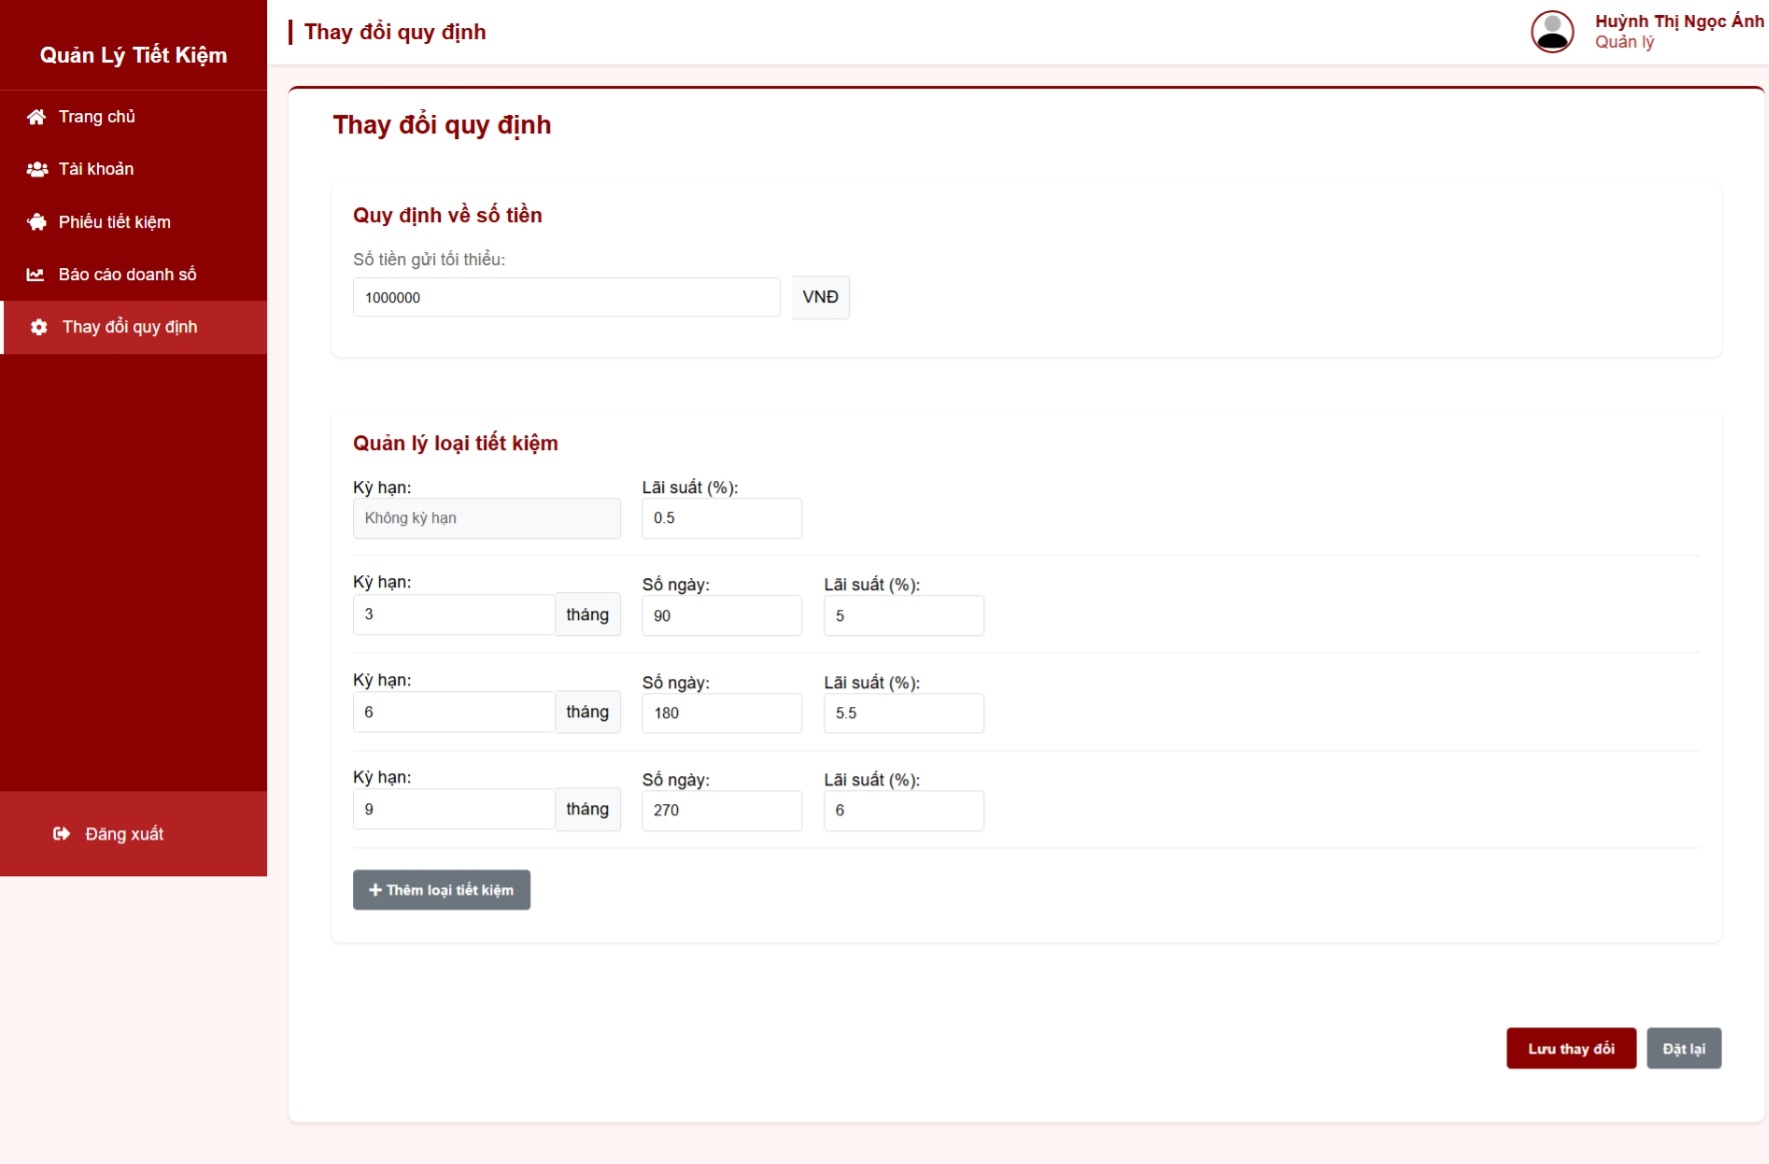 Quản Lý Tiết Kiệm
Trang chủ
Tài khoản
Phiếu tiết kiệm
Báo cáo doanh số
Thay đổi quy định
Đăng xuất
Thay đổi quy định
Huỳnh Thị Ngọc Ánh
Quản lý
Thay đổi quy định
Quy định về số tiền
Số tiền gửi tối thiểu:
1000000 VNĐ
Quản lý loại tiết kiệm
Kỳ hạn: Lãi suất (%):
Không kỳ hạn 0.5
Kỳ hạn: Số ngày: Lãi suất (%):
3 tháng 90 5
Kỳ hạn: Số ngày: Lãi suất (%):
6 tháng 180 5.5
Kỳ hạn: Số ngày: Lãi suất (%):
9 tháng 270 6
Thêm loại tiết kiệm
Lưu thay đổi Đặt lại